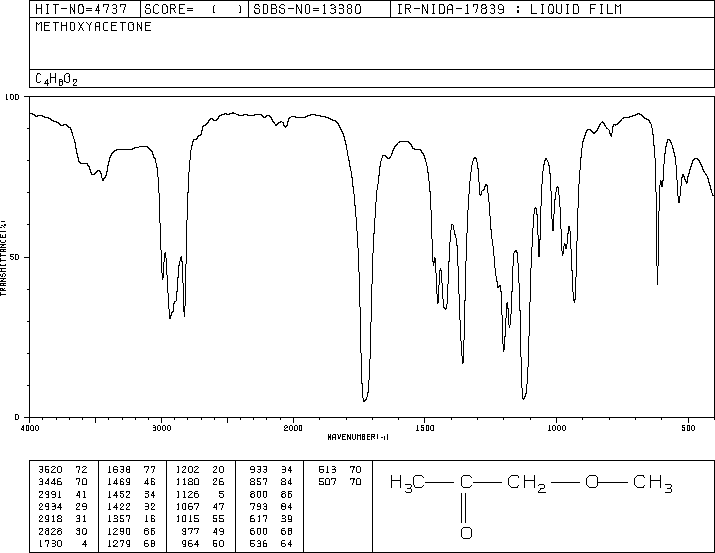 HIT-NO=4737 SCORE= ( ) SDBS-NO=13380 IR-NIDA-17839 : LIQUID FILM
METHOXYACETONE
C4H8O2
100
50
0
TRANSMITTANCE(%)
4000 3000 2000 1500 1000 500
WAVENUMBER(-1)
3520 72 1638 77 1202 20 933 34 613 70
3446 70 1469 46 1180 26 857 84 507 70
2991 41 1452 34 1126 5 800 86
2934 29 1422 32 1067 47 793 84
2918 31 1357 16 1015 55 617 39
2828 30 1290 66 977 49 600 68
1730 4 1279 68 964 50 536 64
H3C C CH2 O CH3
O